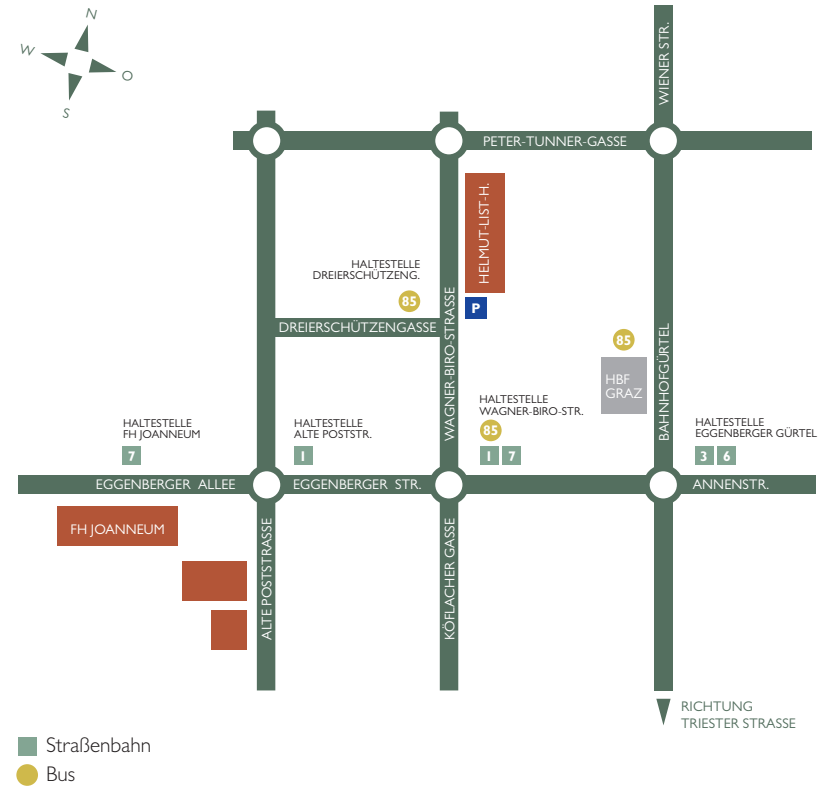 N
W
O
S
WIENER STR.
PETER-TUNNER-GASSE
HELMUT-LIST-H.
HALTESTELLE
DREIERSCHÜTZENG.
85
P
DREIERSCHÜTZENGASSE
WAGNER-BIRO-STRASSE
BAHNHOFGÜRTEL
85
HBF
GRAZ
HALTESTELLE
FH JOANNEUM
7
HALTESTELLE
ALTE POSTSTR.
1
HALTESTELLE
WAGNER-BIRO-STR.
85
1 7
HALTESTELLE
EGGENBERGER GÜRTEL
3 6
EGGENBERGER ALLEE
EGGENBERGER STR.
ANNENSTR.
FH JOANNEUM
ALTE POSTSTRASSE
KÖFLACHER GASSE
RICHTUNG
TRIESTER STRASSE
Straßenbahn
Bus